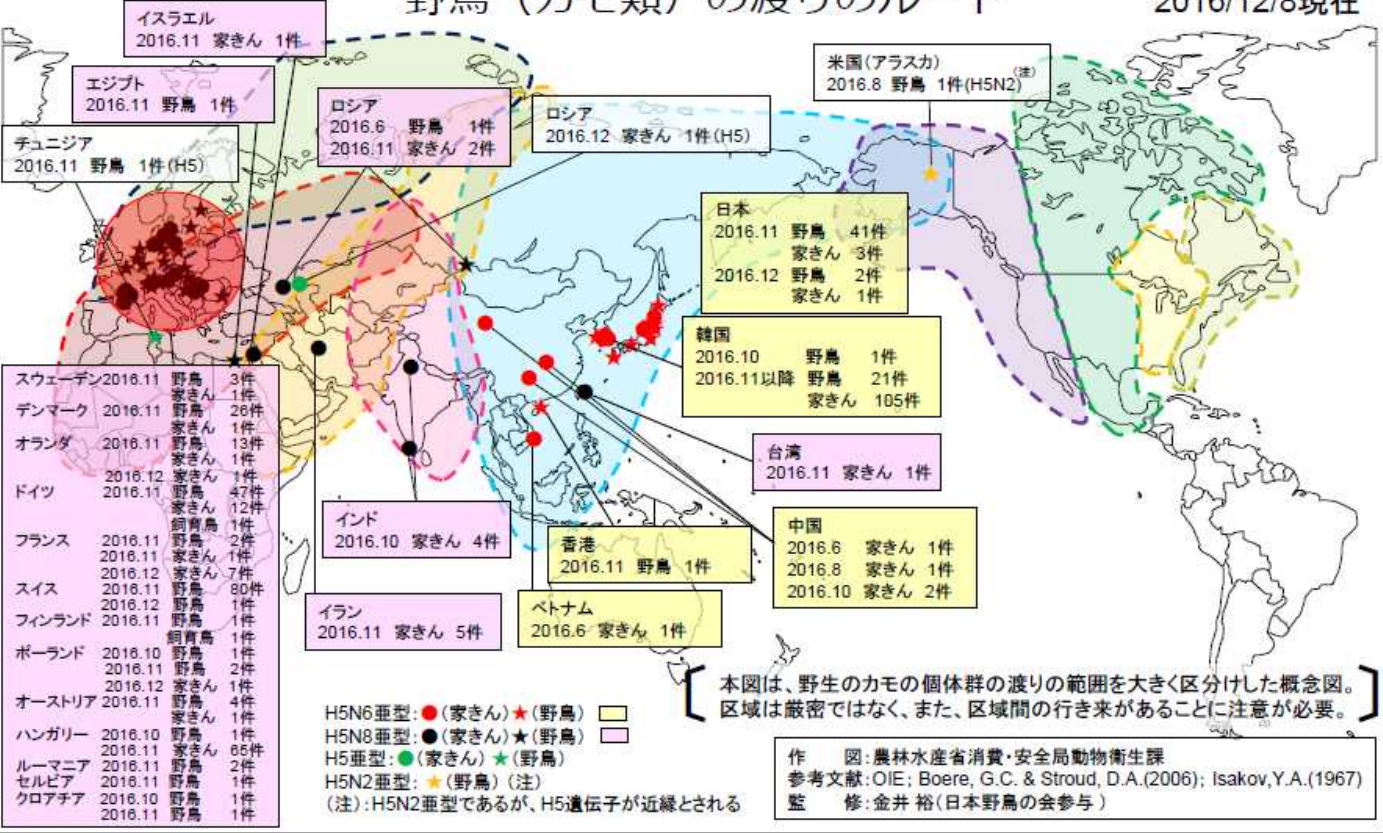 野鳥（カモ類）の渡りのルート
2016/12/8現在
イスラエル
2016.11 家きん 1件
エジプト
2016.11 野鳥 1件
チュニジア
2016.11 野鳥 1件(H5)
ロシア
2016.6 野鳥 1件
2016.11 家きん 2件
ロシア
2016.12 家きん 1件(H5)
米国(アラスカ)
2016.8 野鳥 1件(H5N2)(注)
日本
2016.11 野鳥 41件
家きん 3件
2016.12 野鳥 2件
家きん 1件
韓国
2016.10 野鳥 1件
2016.11以降 野鳥 21件
家きん 105件
台湾
2016.11 家きん 1件
中国
2016.6 家きん 1件
2016.8 家きん 1件
2016.10 家きん 2件
香港
2016.11 野鳥 1件
ベトナム
2016.6 家きん 1件
インド
2016.10 家きん 4件
イラン
2016.11 家きん 5件
スウェーデン2016.11 野鳥 3件
家きん 1件
デンマーク 2016.11 野鳥 26件
家きん 1件
オランダ 2016.11 野鳥 13件
家きん 1件
2016.12 家きん 1件
ドイツ 2016.11 野鳥 47件
家きん 12件
飼育鳥 1件
フランス 2016.11 野鳥 2件
2016.11 家きん 1件
2016.12 家きん 7件
スイス 2016.11 野鳥 80件
2016.12 野鳥 1件
フィンランド 2016.11 野鳥 1件
飼育鳥 1件
ポーランド 2016.10 野鳥 1件
2016.11 野鳥 2件
2016.12 家きん 1件
オーストリア 2016.11 野鳥 4件
家きん 1件
ハンガリー 2016.10 野鳥 1件
2016.11 家きん 65件
ルーマニア 2016.11 野鳥 2件
セルビア 2016.11 野鳥 1件
クロアチア 2016.10 野鳥 1件
2016.11 野鳥 1件
H5N6亜型:●(家きん)★(野鳥)
H5N8亜型:●(家きん)★(野鳥)
H5亜型:●(家きん) ★(野鳥)
H5N2亜型: ★(野鳥) (注)
(注):H5N2亜型であるが、H5遺伝子が近縁とされる
本図は、野生のカモの個体群の渡りの範囲を大きく区分けした概念図。
区域は厳密ではなく、また、区域間の行き来があることに注意が必要。
作 図:農林水産省消費・安全局動物衛生課
参考文献:OIE; Boere, G.C. & Stroud, D.A.(2006); Isakov,Y.A.(1967)
監 修:金井 裕(日本野鳥の会参与)